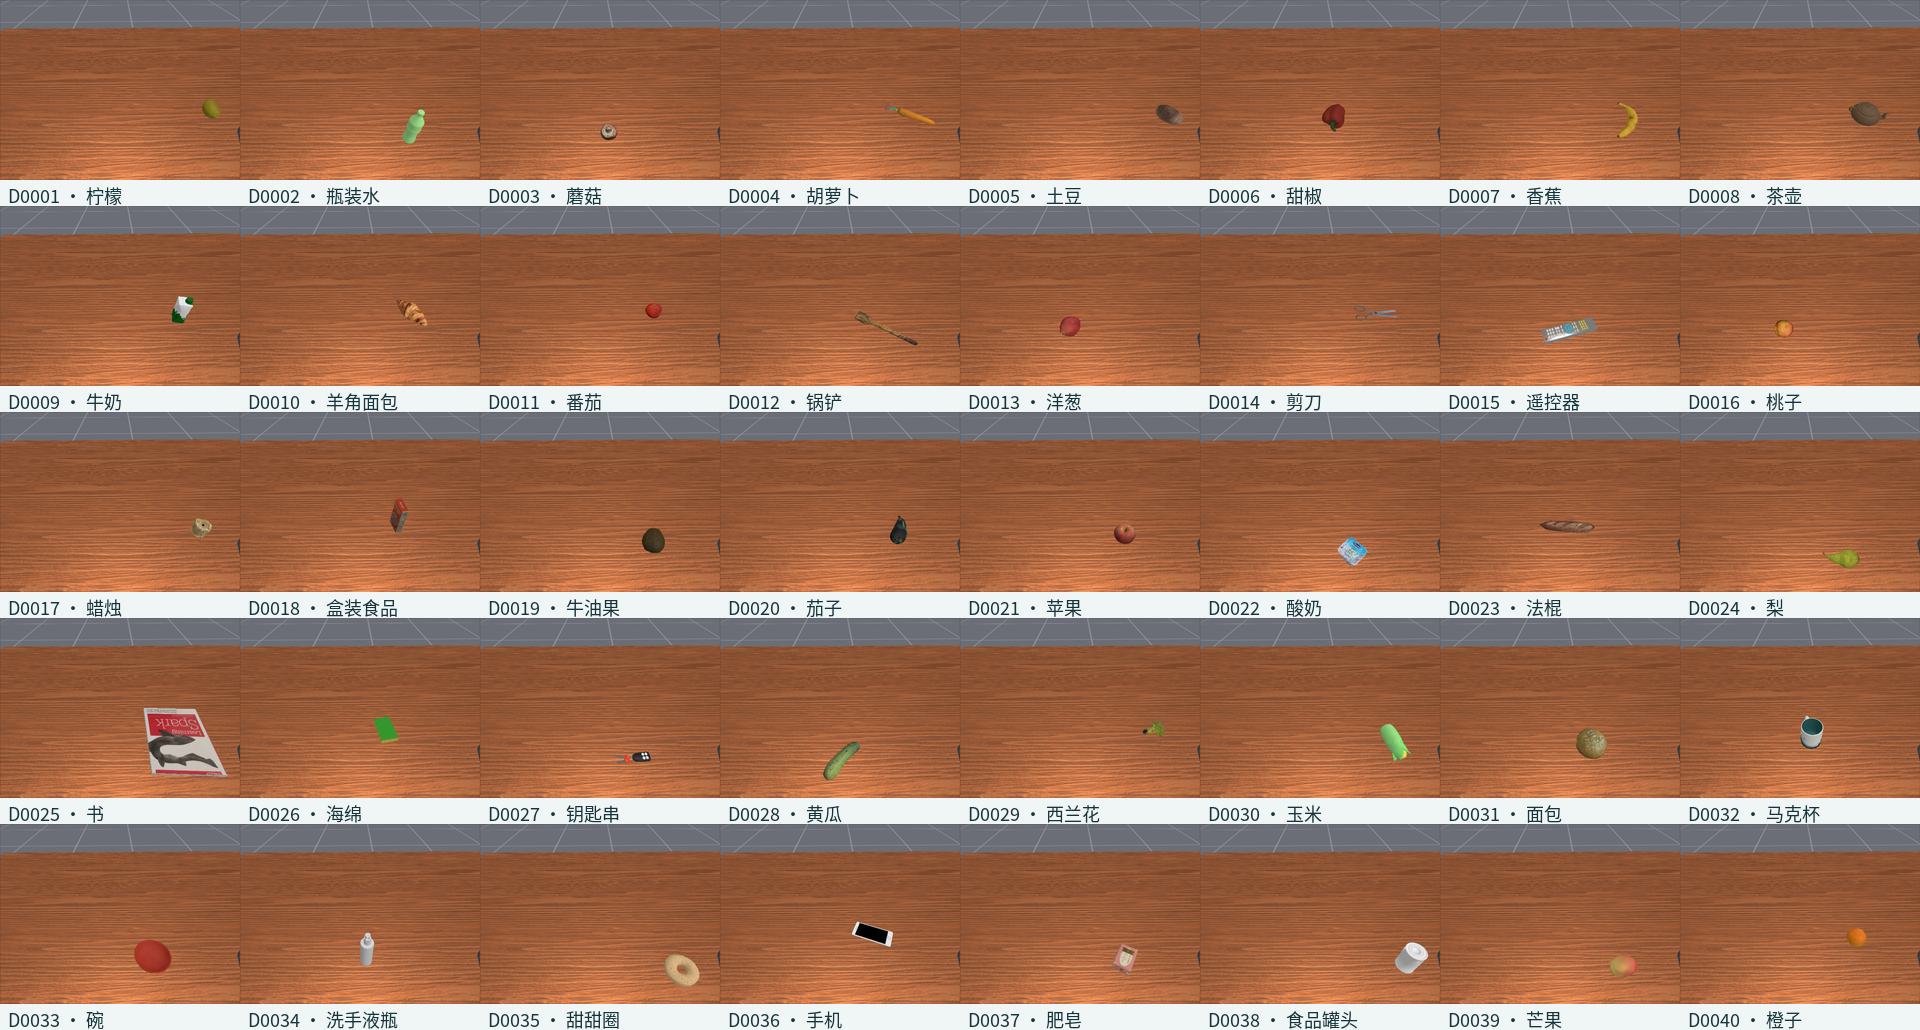 D0001 · 柠檬
D0002 · 瓶装水
D0003 · 蘑菇
D0004 · 胡萝卜
D0005 · 土豆
D0006 · 甜椒
D0007 · 香蕉
D0008 · 茶壶
D0009 · 牛奶
D0010 · 羊角面包
D0011 · 番茄
D0012 · 锅铲
D0013 · 洋葱
D0014 · 剪刀
D0015 · 遥控器
D0016 · 桃子
D0017 · 蜡烛
D0018 · 盒装食品
D0019 · 牛油果
D0020 · 茄子
D0021 · 苹果
D0022 · 酸奶
D0023 · 法棍
D0024 · 梨
Learning
Spark
D0025 · 书
D0026 · 海绵
D0027 · 钥匙串
D0028 · 黄瓜
D0029 · 西兰花
D0030 · 玉米
D0031 · 面包
D0032 · 马克杯
D0033 · 碗
D0034 · 洗手液瓶
D0035 · 甜甜圈
D0036 · 手机
D0037 · 肥皂
D0038 · 食品罐头
D0039 · 芒果
D0040 · 橙子